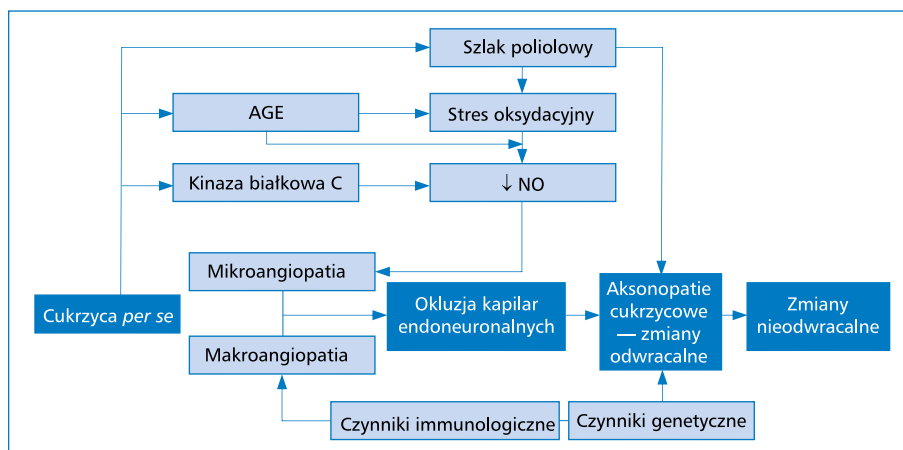 Szlak poliolowy
AGE
Stres oksydacyjny
Kinaza białkowa C
↓ NO
Mikroangiopatia
Cukrzyca per se
Okluzja kapilar
endoneuronalnych
Aksonopatie
cukrzycowe
— zmiany
odwracalne
Zmiany
nieodwracalne
Makroangiopatia
Czynniki immunologiczne
Czynniki genetyczne